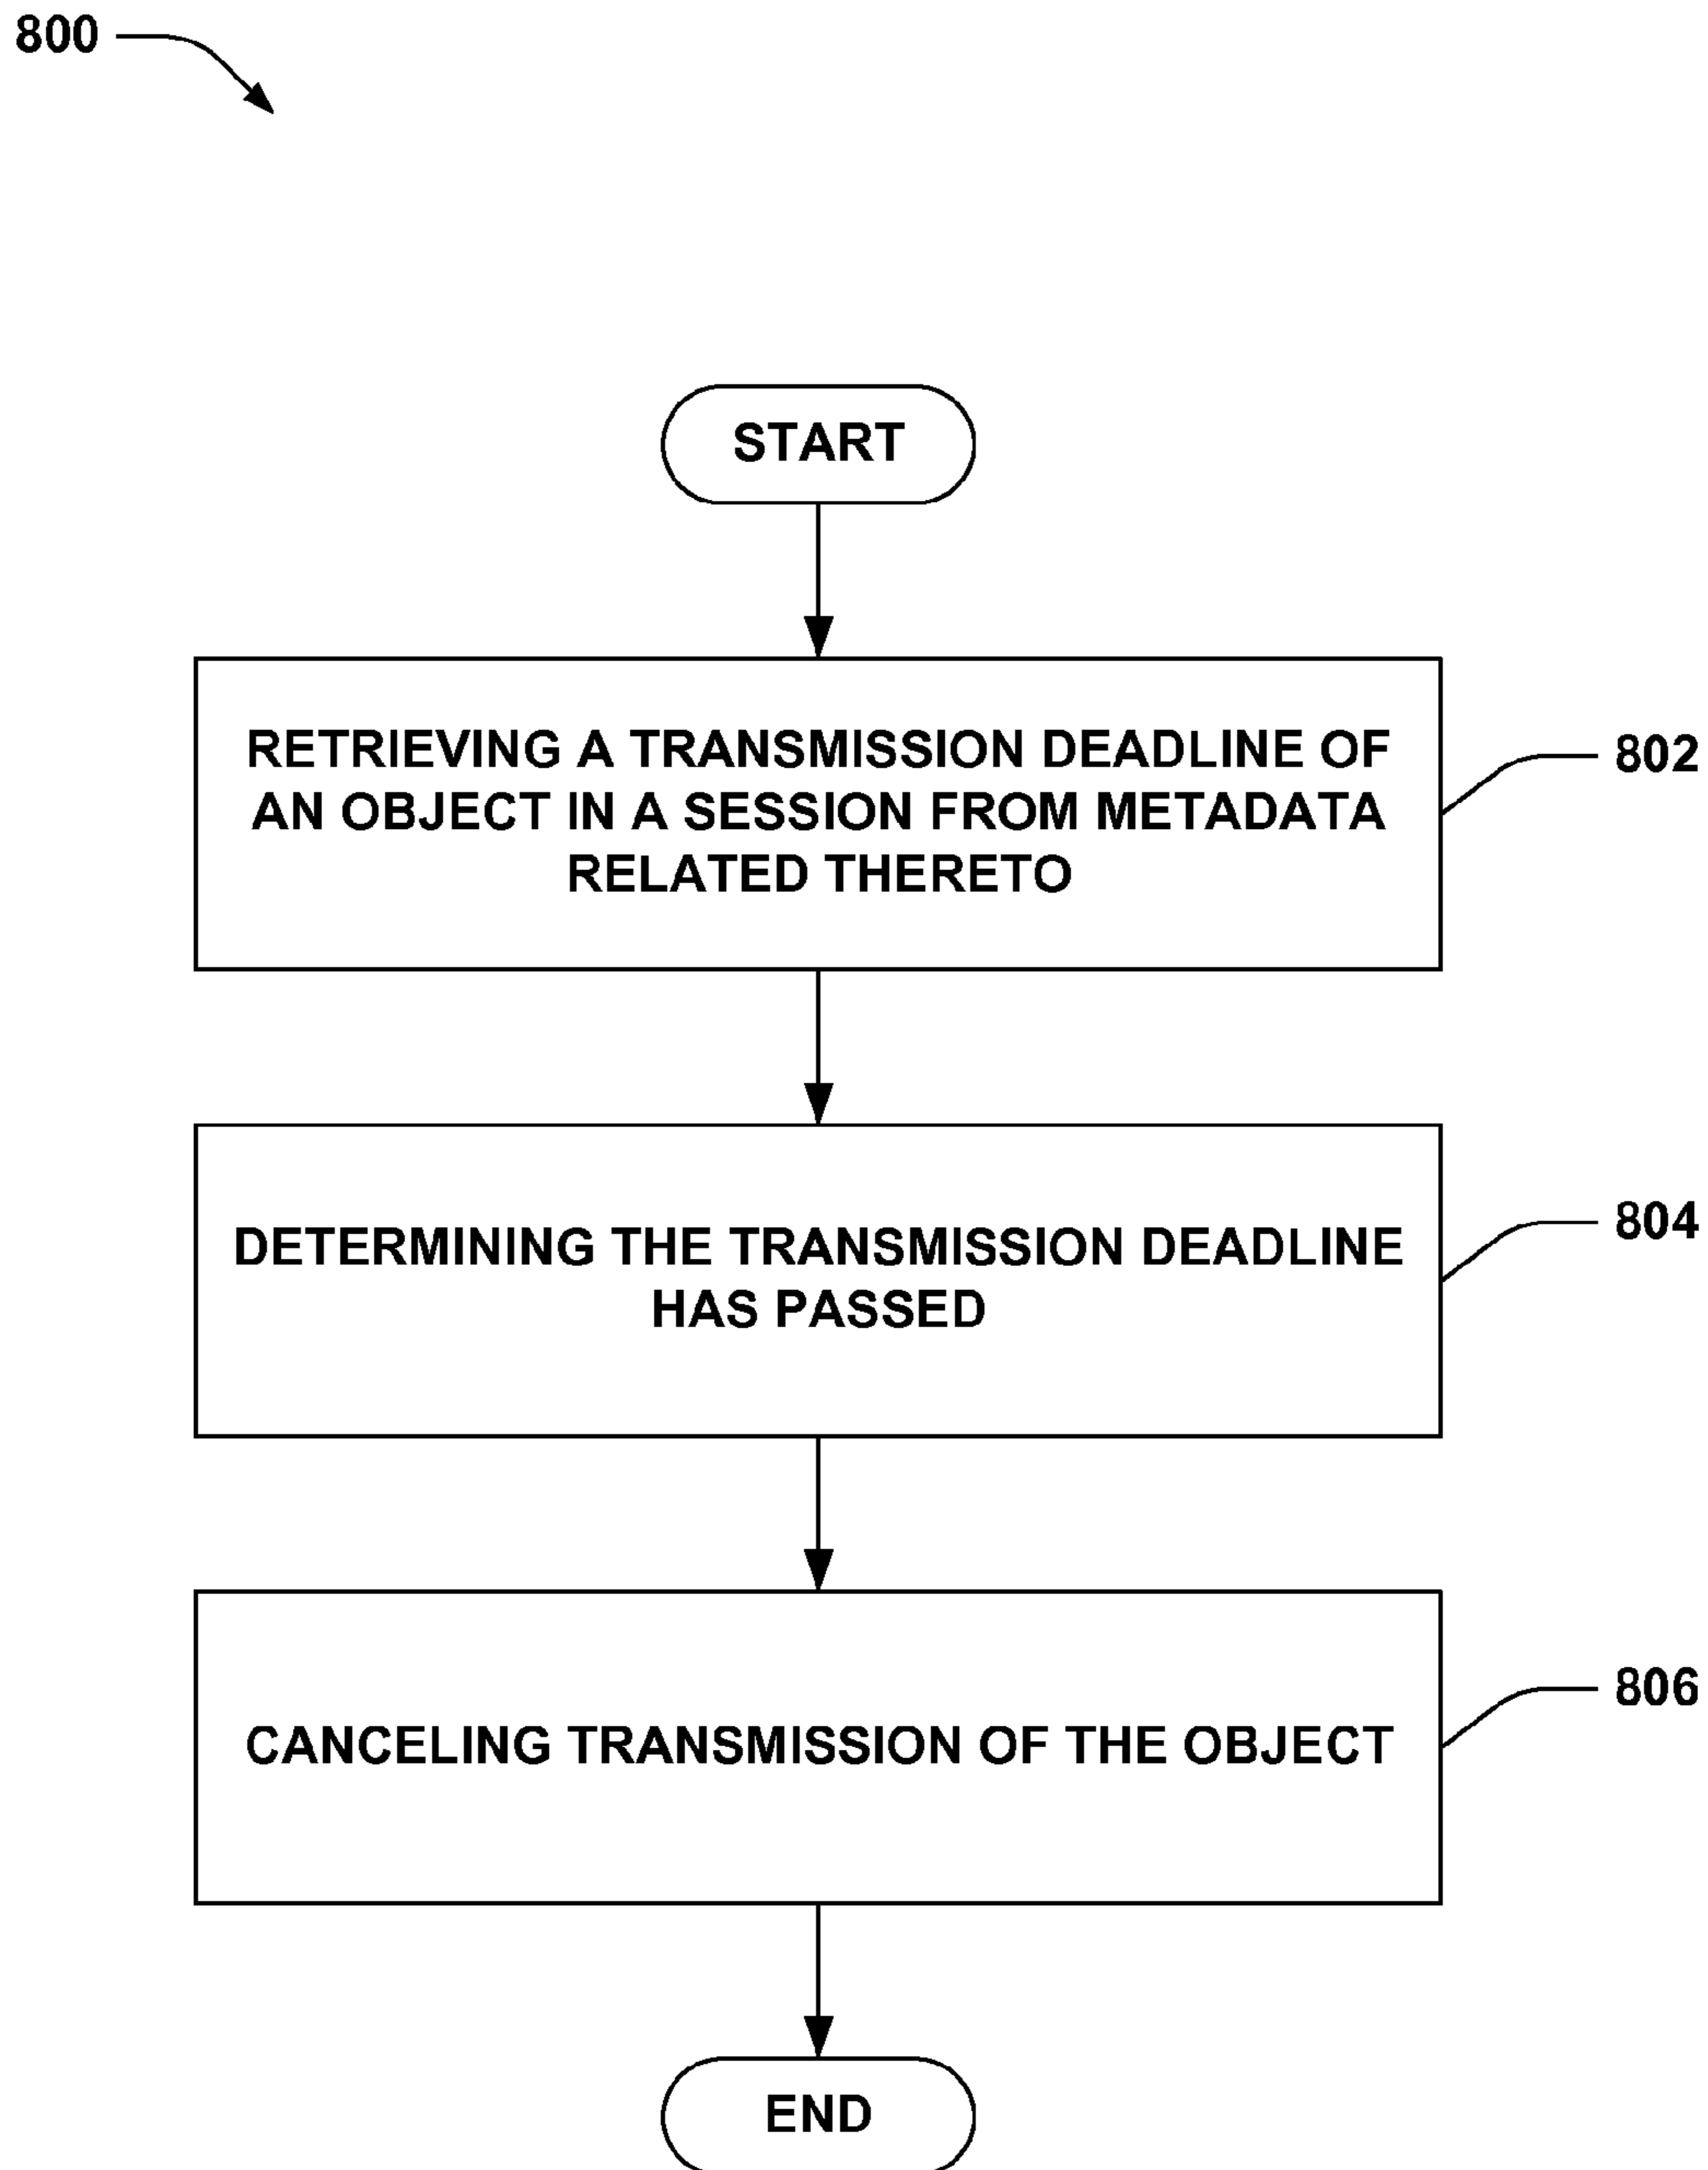 800
START
RETRIEVING A TRANSMISSION DEADLINE OF
AN OBJECT IN A SESSION FROM METADATA
RELATED THERETO
802
DETERMINING THE TRANSMISSION DEADLINE
HAS PASSED
804
CANCELING TRANSMISSION OF THE OBJECT
806
END